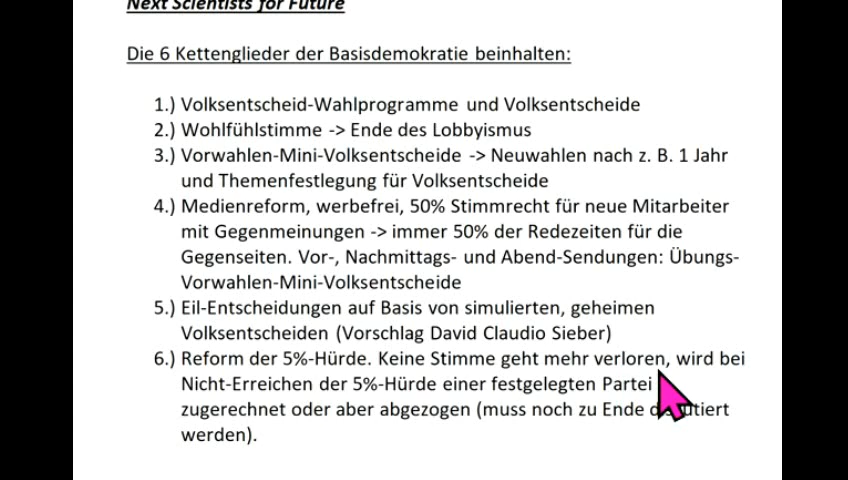 Next Scientists for Future
Die 6 Kettenglieder der Basisdemokratie beinhalten:
1.) Volksentscheid-Wahlprogramme und Volksentscheide
2.) Wohlfühlstimme -> Ende des Lobbyismus
3.) Vorwahlen-Mini-Volksentscheide -> Neuwahlen nach z. B. 1 Jahr
und Themenfestlegung für Volksentscheide
4.) Medienreform, werbefrei, 50% Stimmrecht für neue Mitarbeiter
mit Gegenmeinungen -> immer 50% der Redezeiten für die
Gegenseiten. Vor-, Nachmittags- und Abend-Sendungen: Übungs-
Vorwahlen-Mini-Volksentscheide
5.) Eil-Entscheidungen auf Basis von simulierten, geheimen
Volksentscheiden (Vorschlag David Claudio Sieber)
6.) Reform der 5%-Hürde. Keine Stimme geht mehr verloren, wird bei
Nicht-Erreichen der 5%-Hürde einer festgelegten Partei
zugerechnet oder aber abgezogen (muss noch zu Ende
werden).